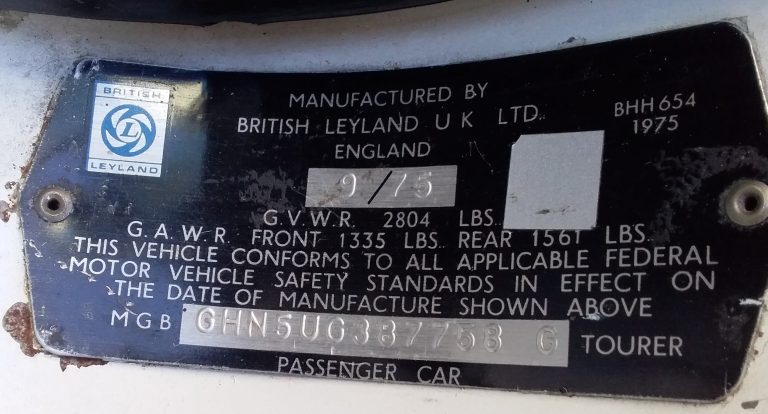 BRITISH
L
LEYLAND
MANUFACTURED BY
BRITISH LEYLAND U K LTD.
ENGLAND
BHH 654
1975
9/75
G.V.W.R. 2804 LBS.
G.A.W.R. FRONT 1335 LBS. REAR 1561 LBS.
THIS VEHICLE CONFORMS TO ALL APPLICABLE FEDERAL
MOTOR VEHICLE SAFETY STANDARDS IN EFFECT ON
THE DATE OF MANUFACTURE SHOWN ABOVE
MGB GHN5UG387758 G TOURER
PASSENGER CAR